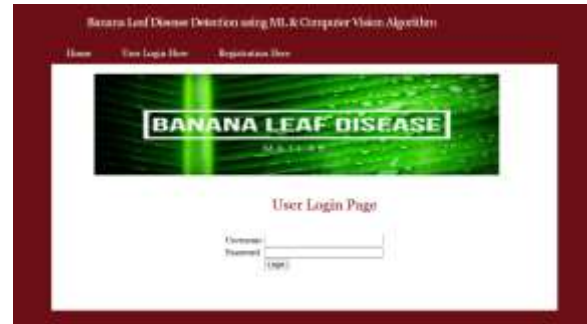 Banana Leaf Disease Detection using ML & Computer Vision Algorithm
Home User Login Here Registration Here
BANANA LEAF DISEASE
MATLAB
User Login Page
Username
Password
Login